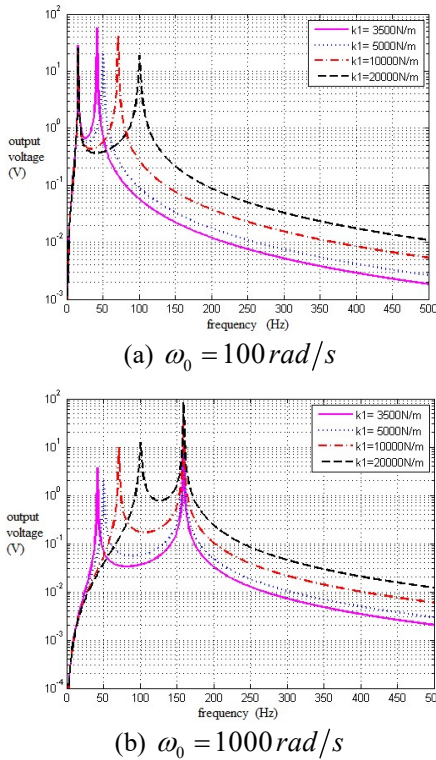 10²
10¹
10⁰
10⁻¹
10⁻²
10⁻³
output
voltage
(V)
k1= 3500N/m
k1= 5000N/m
k1=10000N/m
k1=20000N/m
0 50 100 150 200 250 300 350 400 450 500
frequency (Hz)
(a) ω₀ = 100 rad/s
10²
10¹
10⁰
10⁻¹
10⁻²
10⁻³
10⁻⁴
output
voltage
(V)
k1= 3500N/m
k1= 5000N/m
k1=10000N/m
k1=20000N/m
0 50 100 150 200 250 300 350 400 450 500
frequency (Hz)
(b) ω₀ = 1000 rad/s